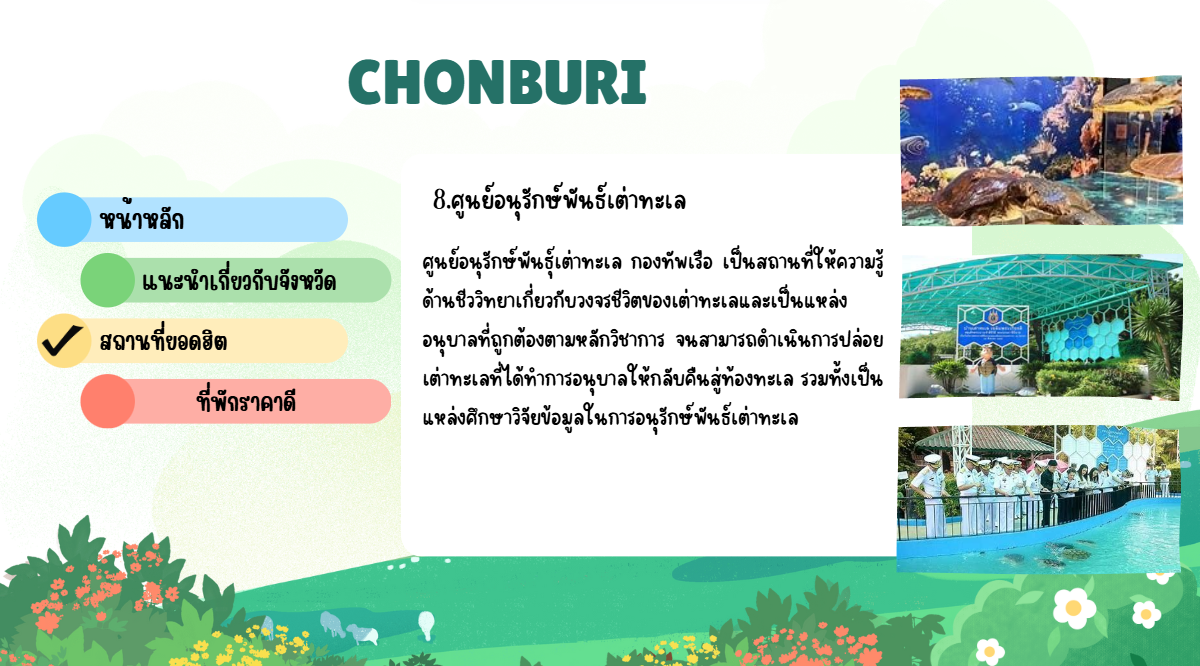 CHONBURI
หน้าหลัก
แนะนำเกี่ยวกับจังหวัด
สถานที่ยอดฮิต
ที่พักราคาดี
8.ศูนย์อนุรักษ์พันธ์เต่าทะเล
ศูนย์อนุรักษ์พันธุ์เต่าทะเล กองทัพเรือ เป็นสถานที่ให้ความรู้
ด้านชีววิทยาเกี่ยวกับวงจรชีวิตของเต่าทะเลและเป็นแหล่ง
อนุบาลที่ถูกต้องตามหลักวิชาการ จนสามารถดำเนินการปล่อย
เต่าทะเลที่ได้ทำการอนุบาลให้กลับคืนสู่ท้องทะเล รวมทั้งเป็น
แหล่งศึกษาวิจัยข้อมูลในการอนุรักษ์พันธ์เต่าทะเล